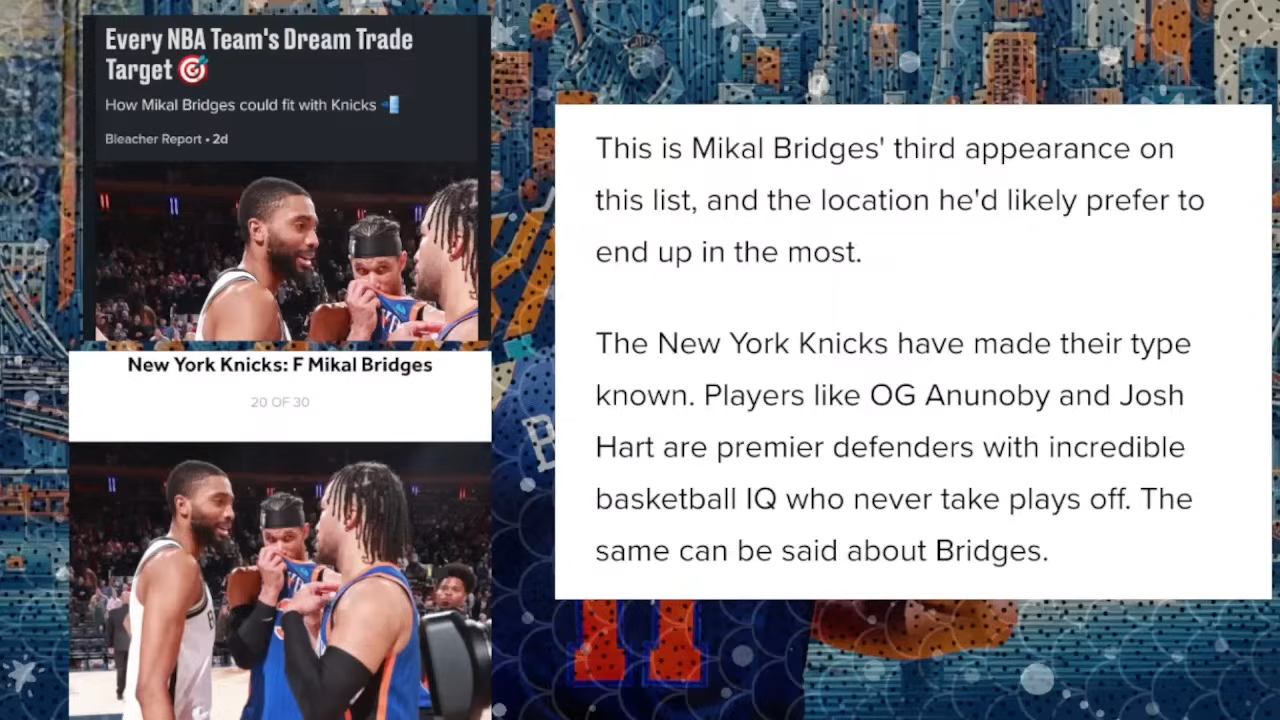 Every NBA Team's Dream Trade
Target 🎯
How Mikal Bridges could fit with Knicks 📲
Bleacher Report • 2d
New York Knicks: F Mikal Bridges
20 OF 30
This is Mikal Bridges' third appearance on
this list, and the location he'd likely prefer to
end up in the most.
The New York Knicks have made their type
known. Players like OG Anunoby and Josh
Hart are premier defenders with incredible
basketball IQ who never take plays off. The
same can be said about Bridges.
11